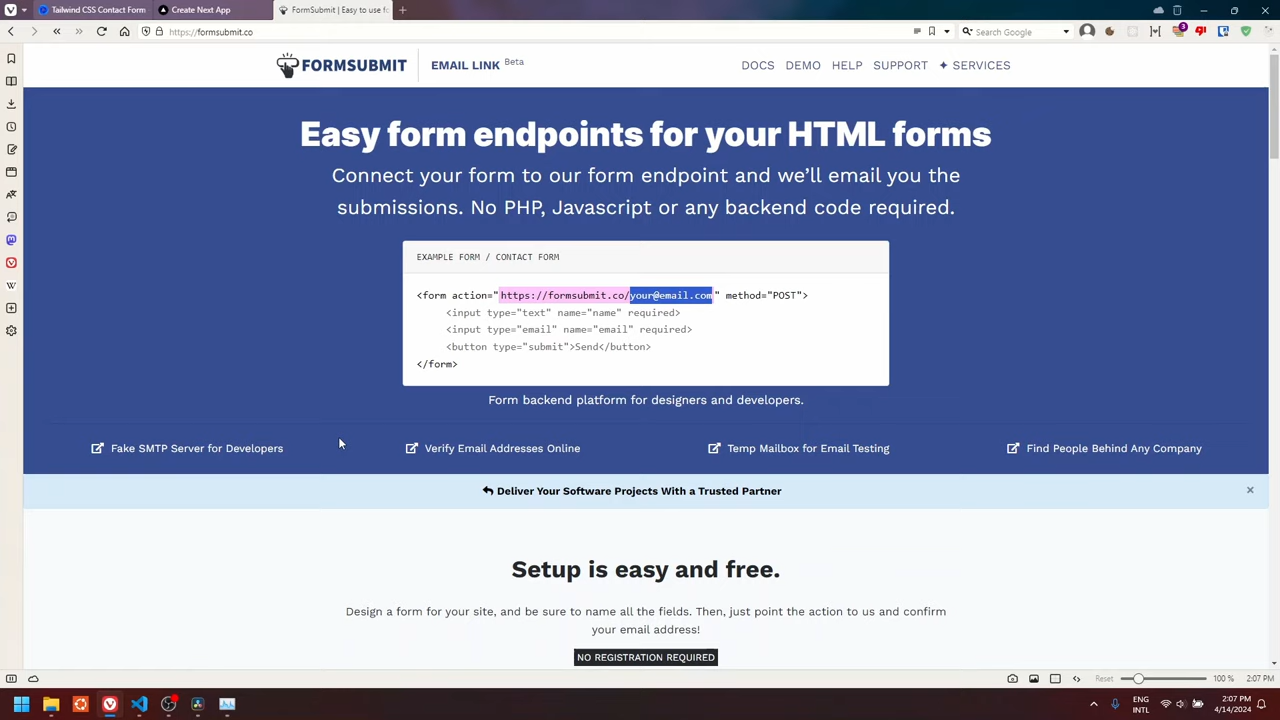 Tailwind CSS Contact Form
Create Next App
FormSubmit | Easy to use fo
https://formsubmit.co
Search Google
3
FORMSUBMIT
EMAIL LINK Beta
DOCS DEMO HELP SUPPORT ✦ SERVICES
Easy form endpoints for your HTML forms
Connect your form to our form endpoint and we’ll email you the
submissions. No PHP, Javascript or any backend code required.
EXAMPLE FORM / CONTACT FORM
<form action="https://formsubmit.co/your@email.com" method="POST">
<input type="text" name="name" required>
<input type="email" name="email" required>
<button type="submit">Send</button>
</form>
Form backend platform for designers and developers.
Fake SMTP Server for Developers
Verify Email Addresses Online
Temp Mailbox for Email Testing
Find People Behind Any Company
Deliver Your Software Projects With a Trusted Partner ×
Setup is easy and free.
Design a form for your site, and be sure to name all the fields. Then, just point the action to us and confirm
your email address!
NO REGISTRATION REQUIRED
Reset 100 % 2:07 PM
ENG
INTL
2:07 PM
4/14/2024